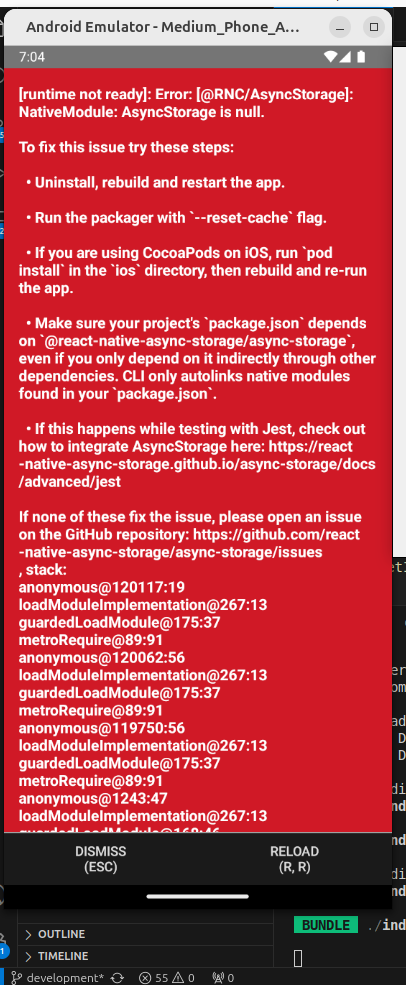 Android Emulator - Medium_Phone_A...
7:04
[runtime not ready]: Error: [@RNC/AsyncStorage]:
NativeModule: AsyncStorage is null.
To fix this issue try these steps:
• Uninstall, rebuild and restart the app.
• Run the packager with `--reset-cache` flag.
• If you are using CocoaPods on iOS, run `pod
install` in the `ios` directory, then rebuild and re-run
the app.
• Make sure your project's `package.json` depends
on `@react-native-async-storage/async-storage`,
even if you only depend on it indirectly through other
dependencies. CLI only autolinks native modules
found in your `package.json`.
• If this happens while testing with Jest, check out
how to integrate AsyncStorage here: https://react
-native-async-storage.github.io/async-storage/docs
/advanced/jest
If none of these fix the issue, please open an issue
on the GitHub repository: https://github.com/react
-native-async-storage/async-storage/issues
, stack:
anonymous@120117:19
loadModuleImplementation@267:13
guardedLoadModule@175:37
metroRequire@89:91
anonymous@120062:56
loadModuleImplementation@267:13
guardedLoadModule@175:37
metroRequire@89:91
anonymous@119750:56
loadModuleImplementation@267:13
guardedLoadModule@175:37
metroRequire@89:91
anonymous@1243:47
loadModuleImplementation@267:13
guardedLoadModule@168:46
DISMISS
(ESC)
RELOAD
(R, R)
OUTLINE
TIMELINE
BUNDLE ./ind
development*
55 0
0